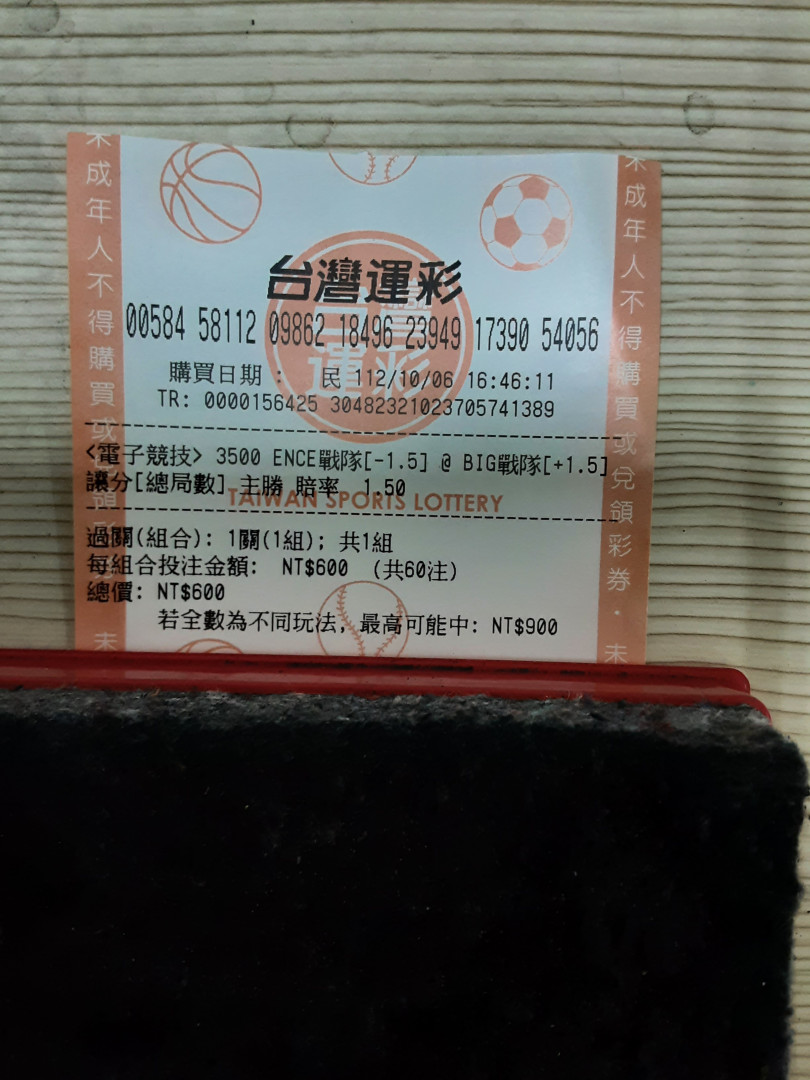 台灣運彩
00584 58112 09862 18496 23949 17390 54056
購買日期 : 民 112/10/06 16:46:11
TR: 0000156425 30482321023705741389
<電子競技> 3500 ENCE戰隊[-1.5] @ BIG戰隊[+1.5]
讓分[總局數] 主勝 賠率 1.50
TAIWAN SPORTS LOTTERY
過關(組合): 1關(1組); 共1組
每組合投注金額: NT$600 (共60注)
總價: NT$600
若全數為不同玩法, 最高可能中: NT$900
未成年人不得購買或
未
未成年人不得購買或兌領彩券．未